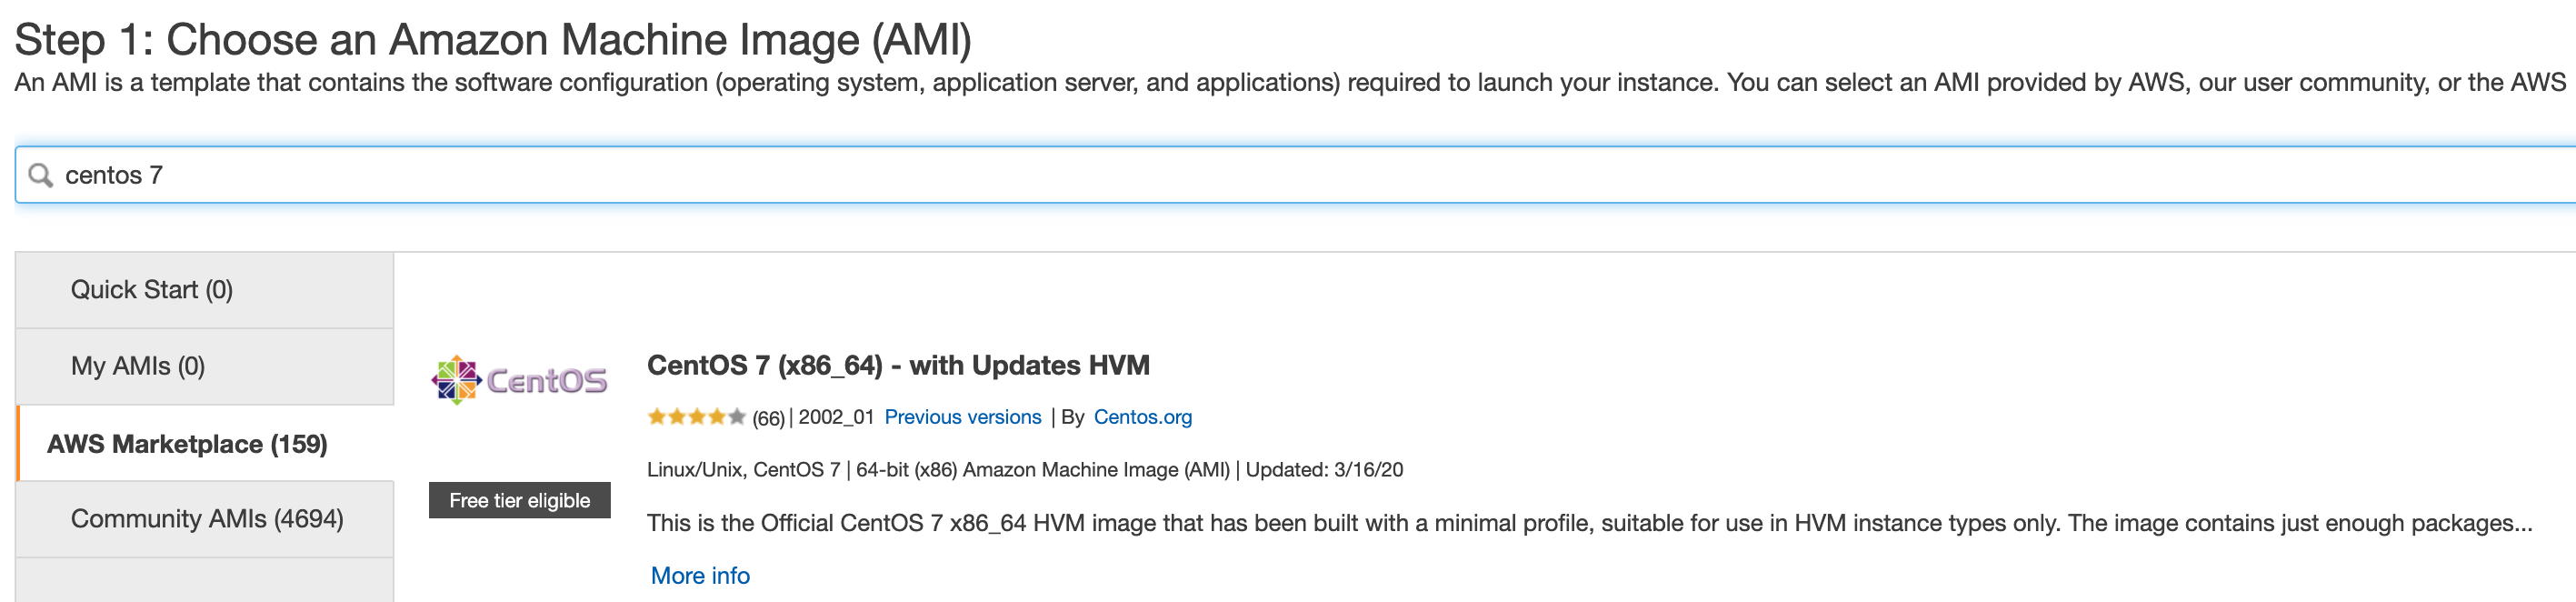 Step 1: Choose an Amazon Machine Image (AMI)
An AMI is a template that contains the software configuration (operating system, application server, and applications) required to launch your instance. You can select an AMI provided by AWS, our user community, or the AWS
centos 7
Quick Start (0)
My AMIs (0)
AWS Marketplace (159)
Community AMIs (4694)
CentOS
Free tier eligible
CentOS 7 (x86_64) - with Updates HVM
(66) | 2002_01 Previous versions | By Centos.org
Linux/Unix, CentOS 7 | 64-bit (x86) Amazon Machine Image (AMI) | Updated: 3/16/20
This is the Official CentOS 7 x86_64 HVM image that has been built with a minimal profile, suitable for use in HVM instance types only. The image contains just enough packages...
More info